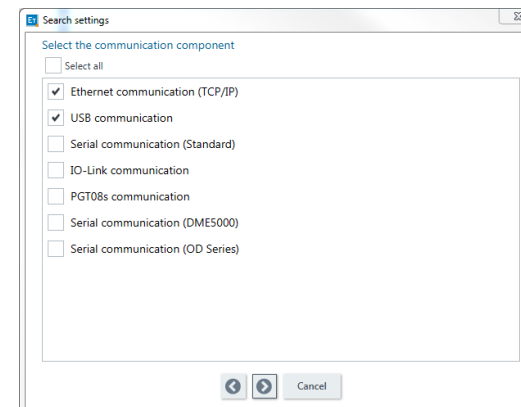 ET Search settings
Select the communication component
Select all
Ethernet communication (TCP/IP)
USB communication
Serial communication (Standard)
IO-Link communication
PGT08s communication
Serial communication (DME5000)
Serial communication (OD Series)
Cancel